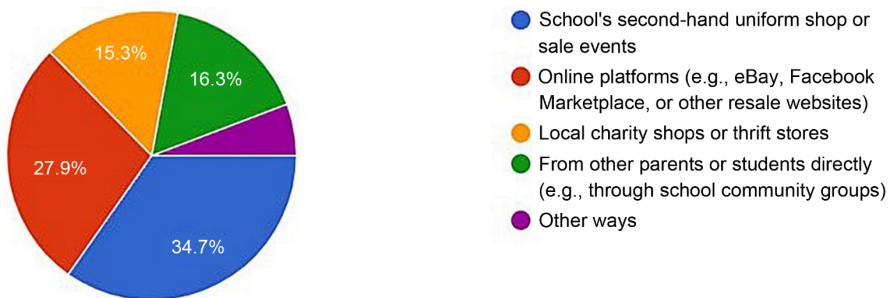 15.3%
16.3%
27.9%
34.7%
School's second-hand uniform shop or
sale events
Online platforms (e.g., eBay, Facebook
Marketplace, or other resale websites)
Local charity shops or thrift stores
From other parents or students directly
(e.g., through school community groups)
Other ways